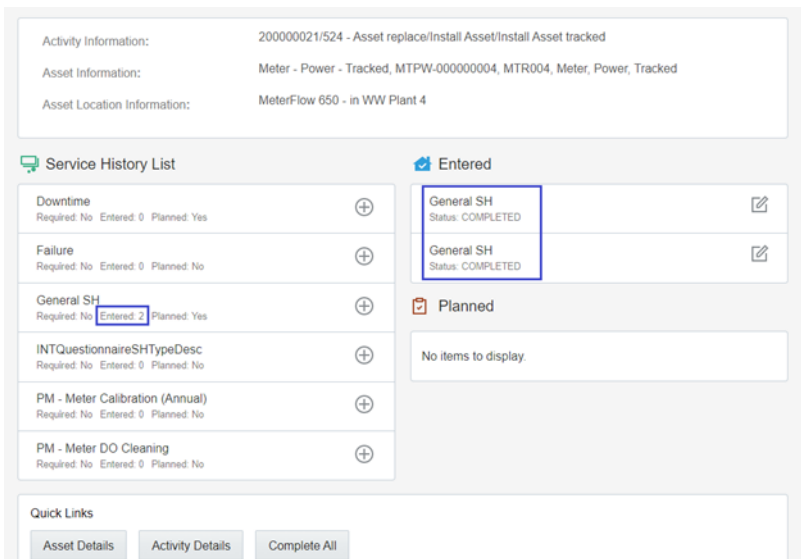 Activity Information: 200000021/524 - Asset replace/Install Asset/Install Asset tracked
Asset Information: Meter - Power - Tracked, MTPW-000000004, MTR004, Meter, Power, Tracked
Asset Location Information: MeterFlow 650 - in WW Plant 4
Service History List
Downtime
Required: No Entered: 0 Planned: Yes
Failure
Required: No Entered: 0 Planned: No
General SH
Required: No Entered: 2 Planned: Yes
INTQuestionnaireSHTypeDesc
Required: No Entered: 0 Planned: No
PM - Meter Calibration (Annual)
Required: No Entered: 0 Planned: No
PM - Meter DO Cleaning
Required: No Entered: 0 Planned: No
Entered
General SH
Status: COMPLETED
General SH
Status: COMPLETED
Planned
No items to display.
Quick Links
Asset Details Activity Details Complete All